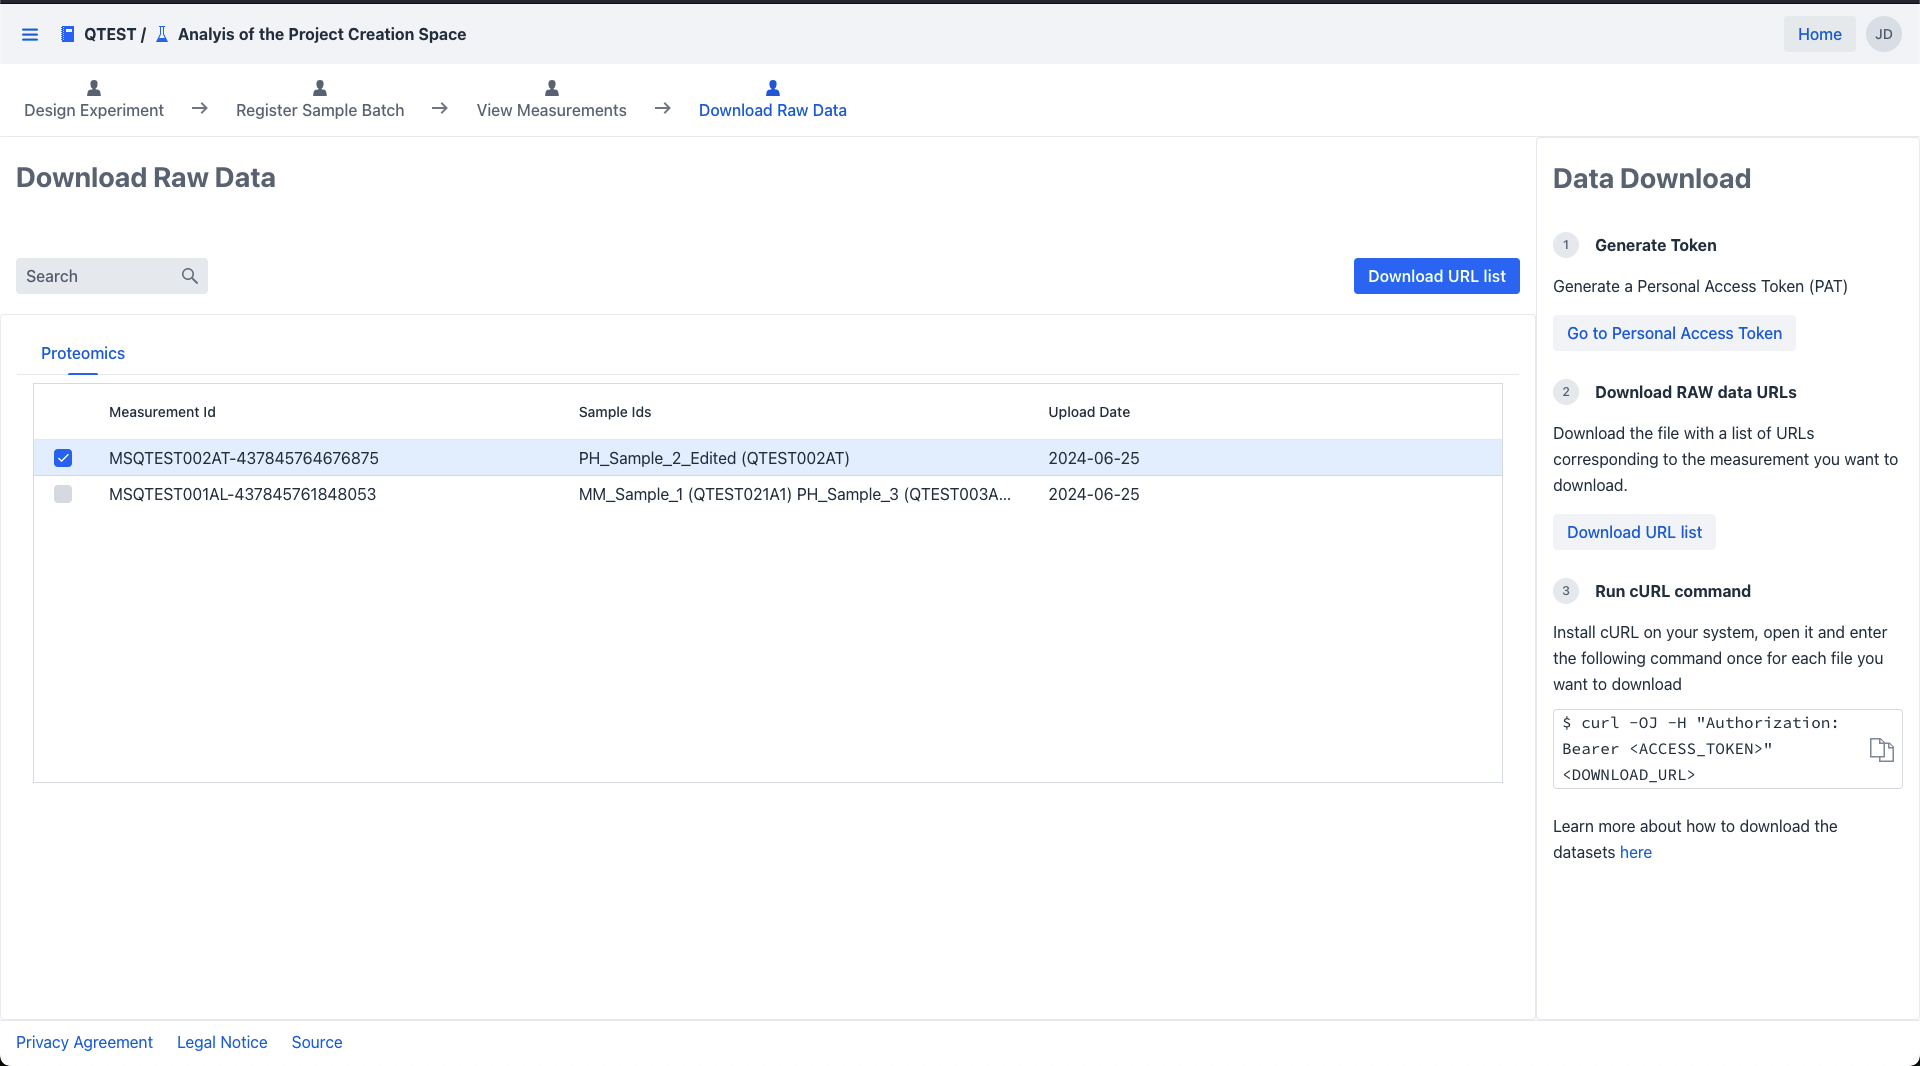 QTEST / Analyis of the Project Creation Space
Home
JD
Design Experiment
Register Sample Batch
View Measurements
Download Raw Data
Download Raw Data
Search
Download URL list
Proteomics
Measurement Id Sample Ids Upload Date
MSQTEST002AT-437845764676875 PH_Sample_2_Edited (QTEST002AT) 2024-06-25
MSQTEST001AL-437845761848053 MM_Sample_1 (QTEST021A1) PH_Sample_3 (QTEST003A... 2024-06-25
Data Download
1 Generate Token
Generate a Personal Access Token (PAT)
Go to Personal Access Token
2 Download RAW data URLs
Download the file with a list of URLs
corresponding to the measurement you want to
download.
Download URL list
3 Run cURL command
Install cURL on your system, open it and enter
the following command once for each file you
want to download
$ curl -OJ -H "Authorization:
Bearer <ACCESS_TOKEN>"
<DOWNLOAD_URL>
Learn more about how to download the
datasets here
Privacy Agreement
Legal Notice
Source